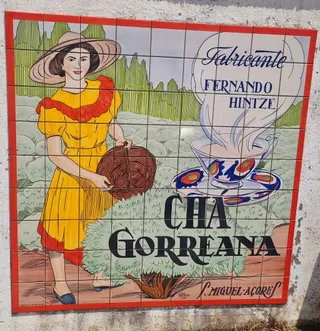 Fabricante
FERNANDO
HINTZE
CHA
GORREANA
S. MIGUEL-AÇORES